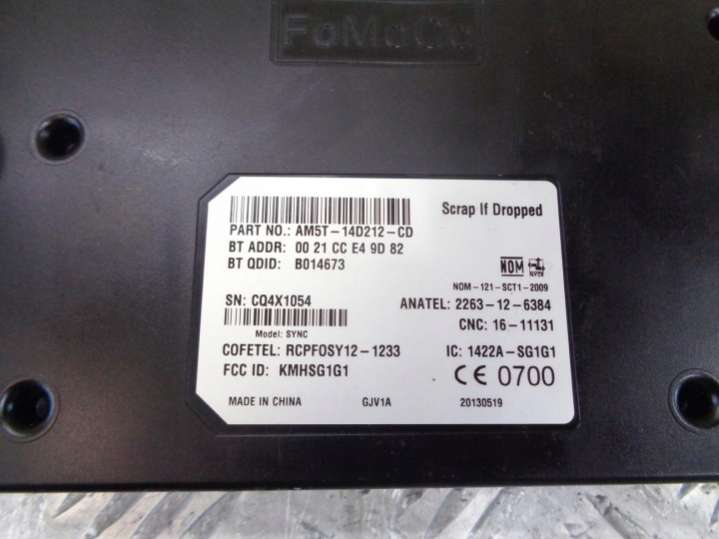 FoMoCo
Scrap If Dropped
PART NO.: AM5T-14D212-CD
BT ADDR: 00 21 CC E4 9D 82
BT QDID: B014673
NOM
NYCE
NOM-121-SCT1-2009
SN: CQ4X1054
ANATEL: 2263-12-6384
CNC: 16-11131
Model: SYNC
COFETEL: RCPFOSY12-1233
IC: 1422A-SG1G1
FCC ID: KMHSG1G1
CE 0700
MADE IN CHINA
GJV1A
20130519